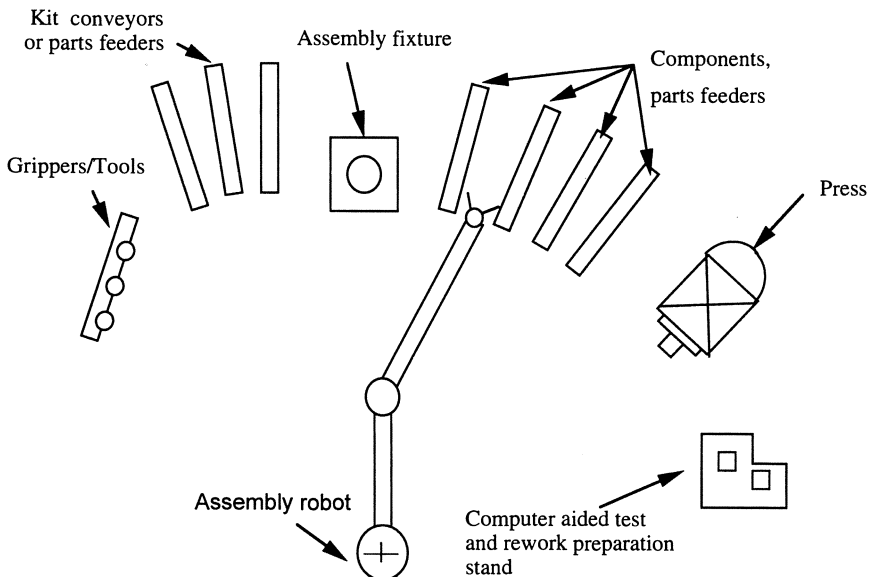 Kit conveyors
or parts feeders
Assembly fixture
Components,
parts feeders
Grippers/Tools
Press
Assembly robot
Computer aided test
and rework preparation
stand